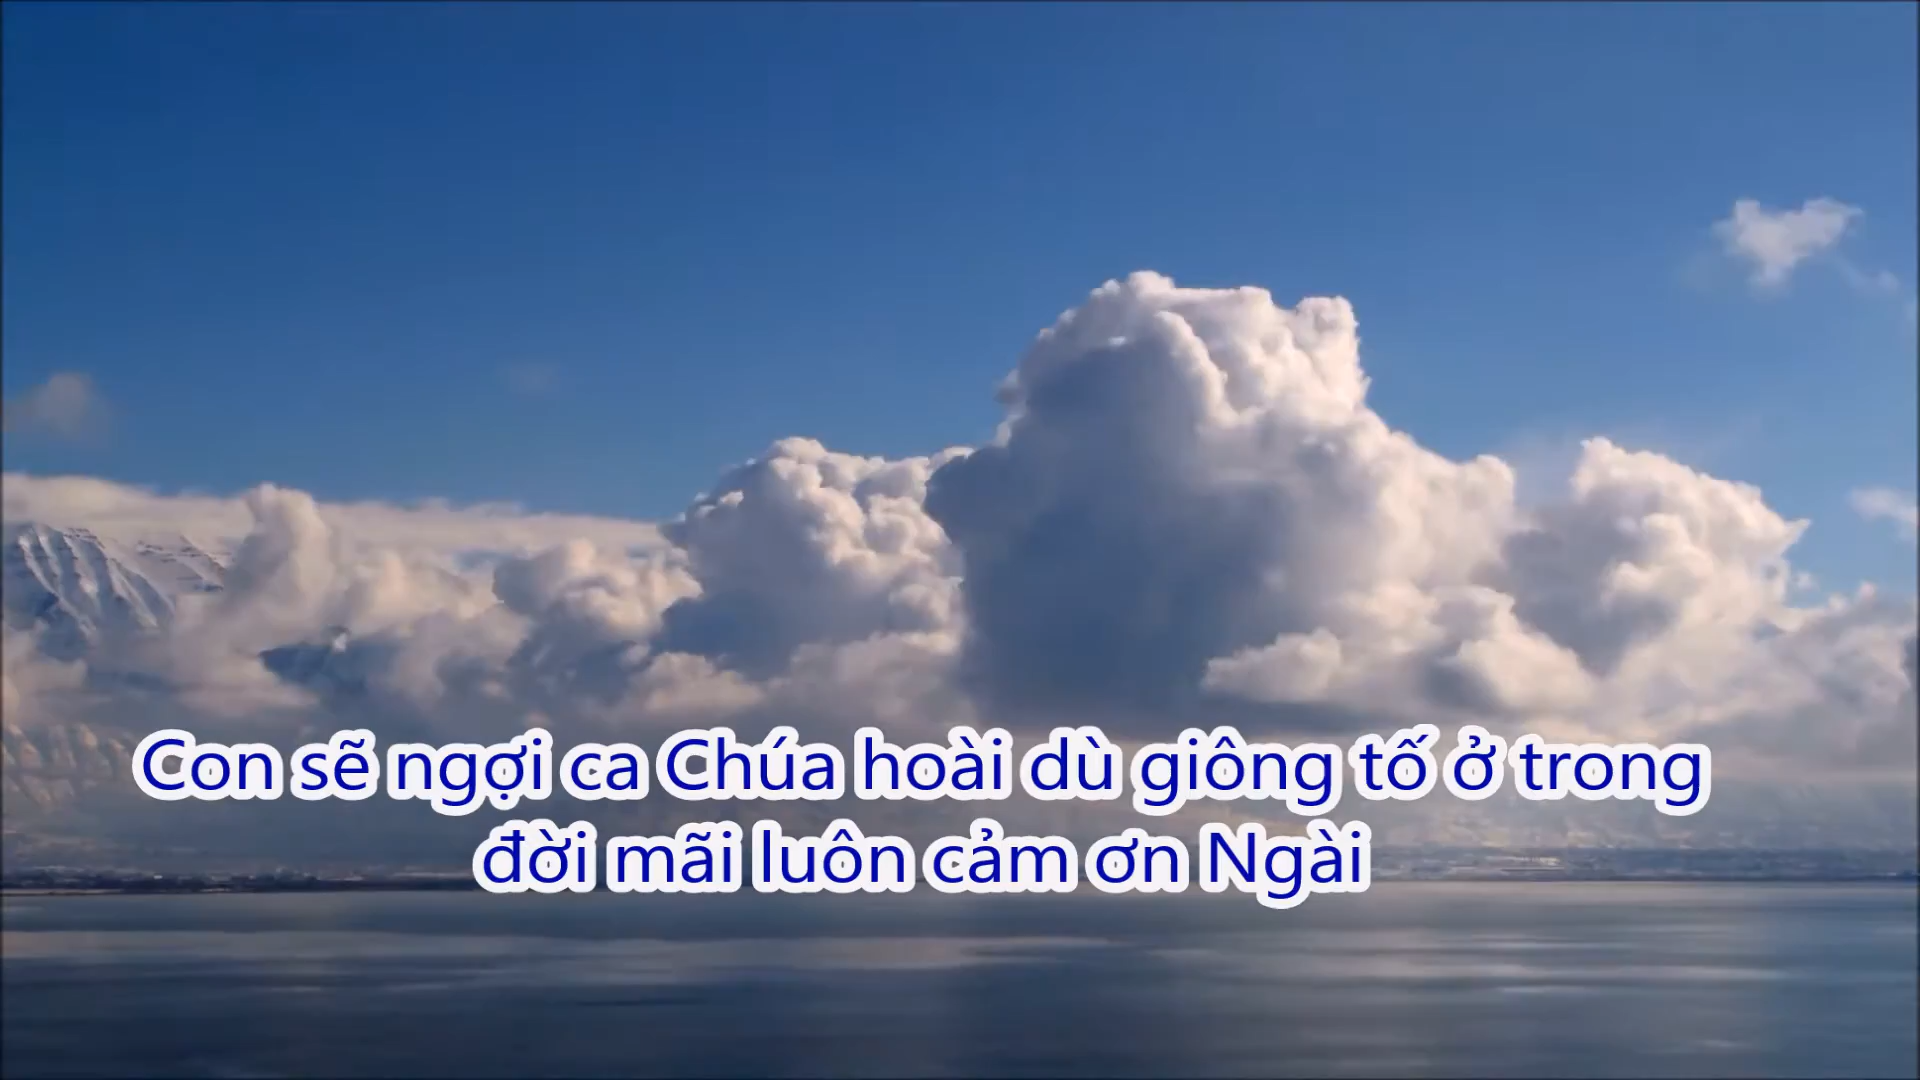 Con sẽ ngợi ca Chúa hoài dù giông tố ở trong
đời mãi luôn cảm ơn Ngài